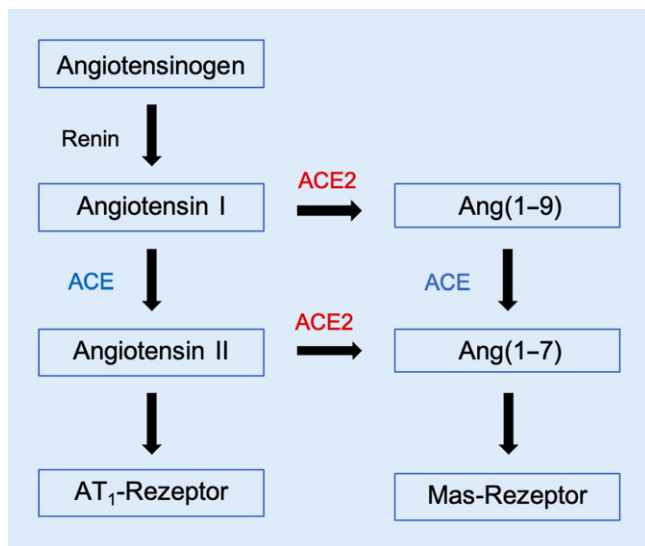 Angiotensinogen
Renin
ACE2
Angiotensin I
Ang(1–9)
ACE
ACE
ACE2
Angiotensin II
Ang(1–7)
AT₁-Rezeptor
Mas-Rezeptor